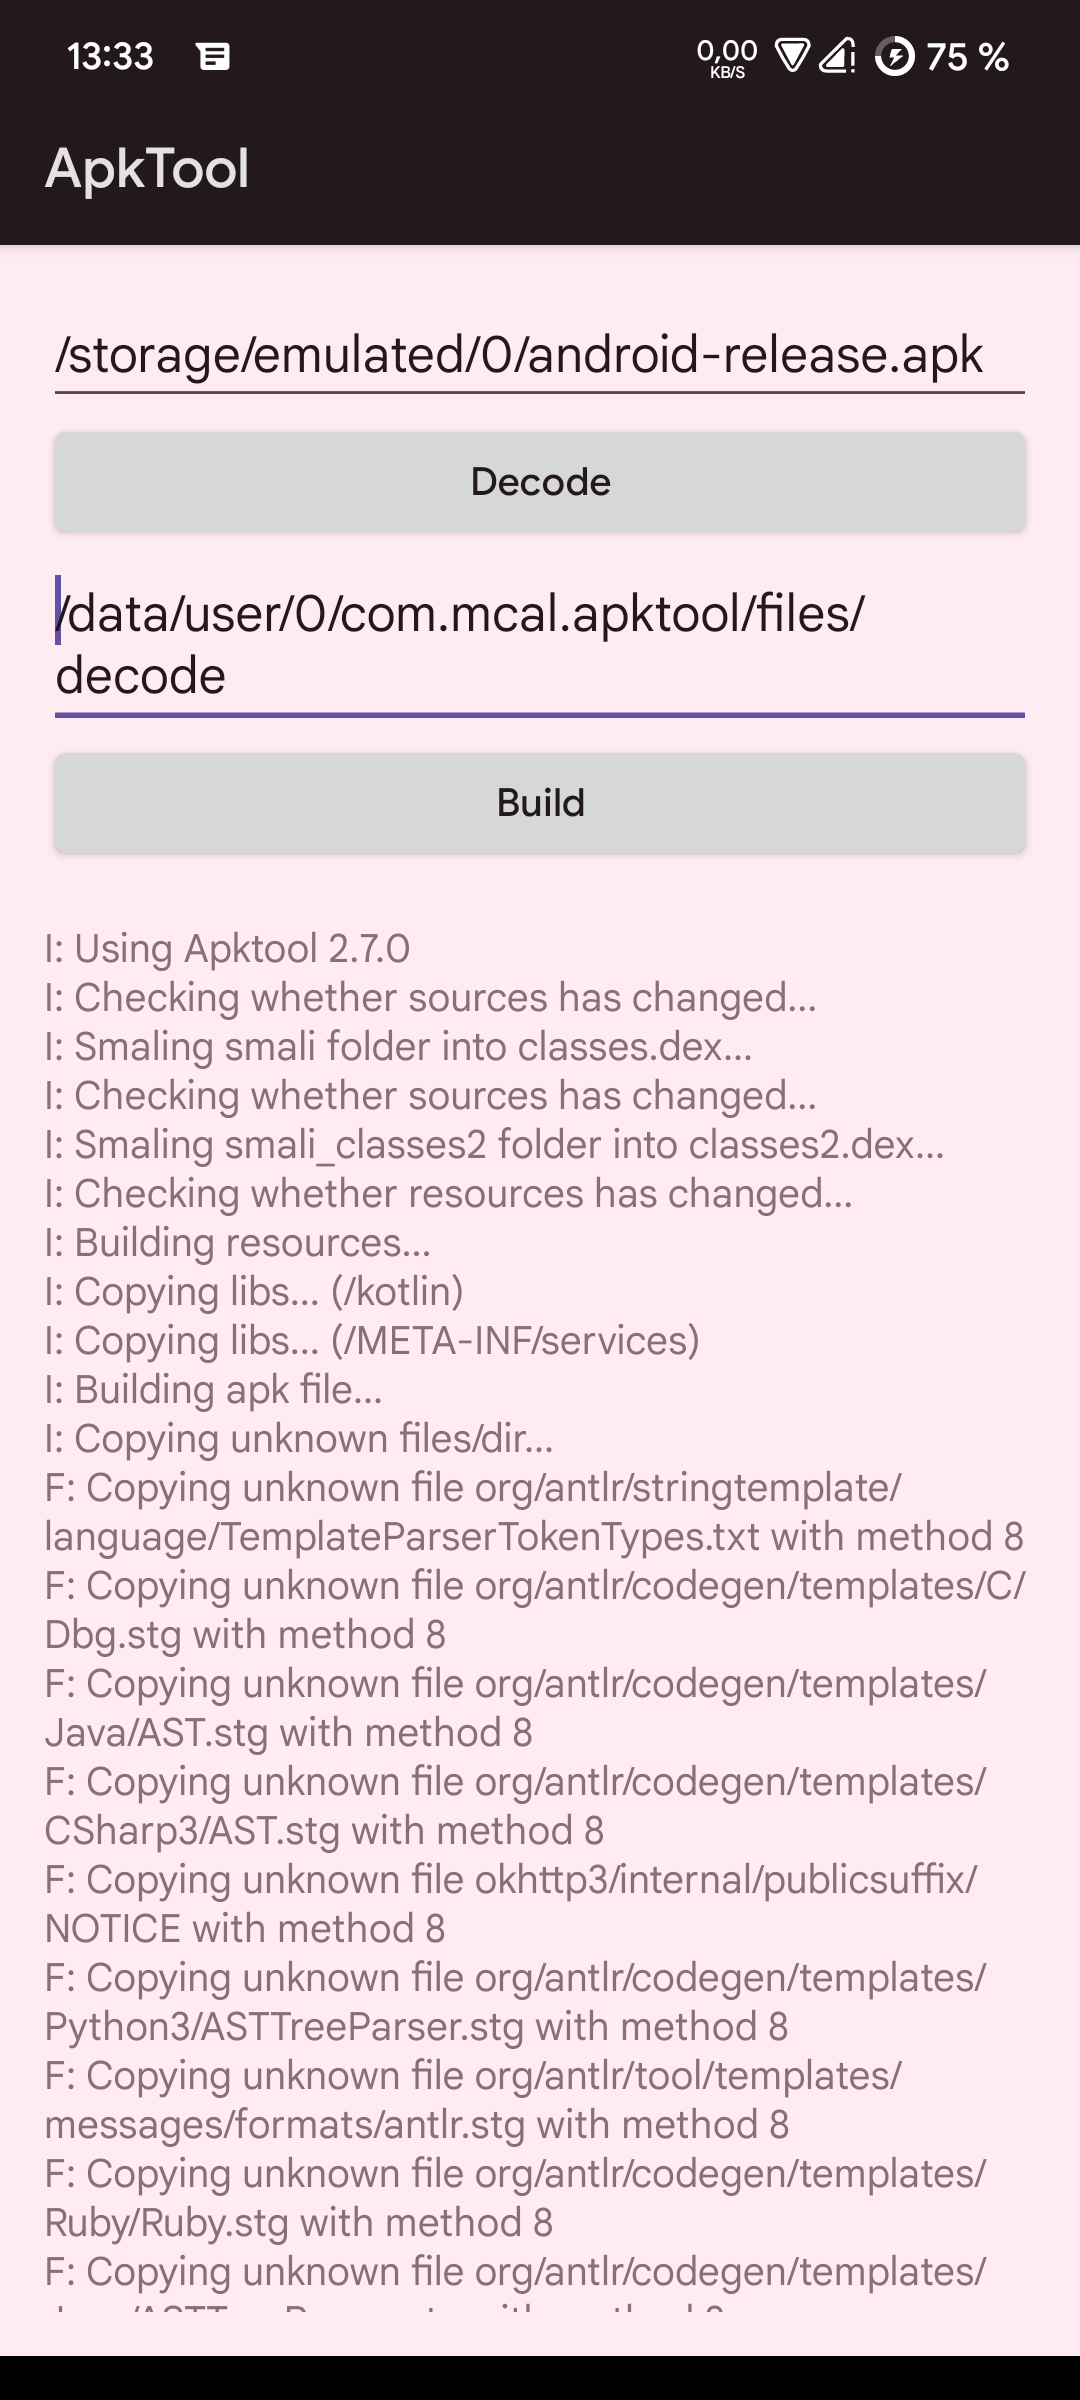 13:33
0,00
KB/S
75 %
ApkTool
/storage/emulated/0/android-release.apk
Decode
/data/user/0/com.mcal.apktool/files/
decode
Build
I: Using Apktool 2.7.0
I: Checking whether sources has changed...
I: Smaling smali folder into classes.dex...
I: Checking whether sources has changed...
I: Smaling smali_classes2 folder into classes2.dex...
I: Checking whether resources has changed...
I: Building resources...
I: Copying libs... (/kotlin)
I: Copying libs... (/META-INF/services)
I: Building apk file...
I: Copying unknown files/dir...
F: Copying unknown file org/antlr/stringtemplate/
language/TemplateParserTokenTypes.txt with method 8
F: Copying unknown file org/antlr/codegen/templates/C/
Dbg.stg with method 8
F: Copying unknown file org/antlr/codegen/templates/
Java/AST.stg with method 8
F: Copying unknown file org/antlr/codegen/templates/
CSharp3/AST.stg with method 8
F: Copying unknown file okhttp3/internal/publicsuffix/
NOTICE with method 8
F: Copying unknown file org/antlr/codegen/templates/
Python3/ASTTreeParser.stg with method 8
F: Copying unknown file org/antlr/tool/templates/
messages/formats/antlr.stg with method 8
F: Copying unknown file org/antlr/codegen/templates/
Ruby/Ruby.stg with method 8
F: Copying unknown file org/antlr/codegen/templates/